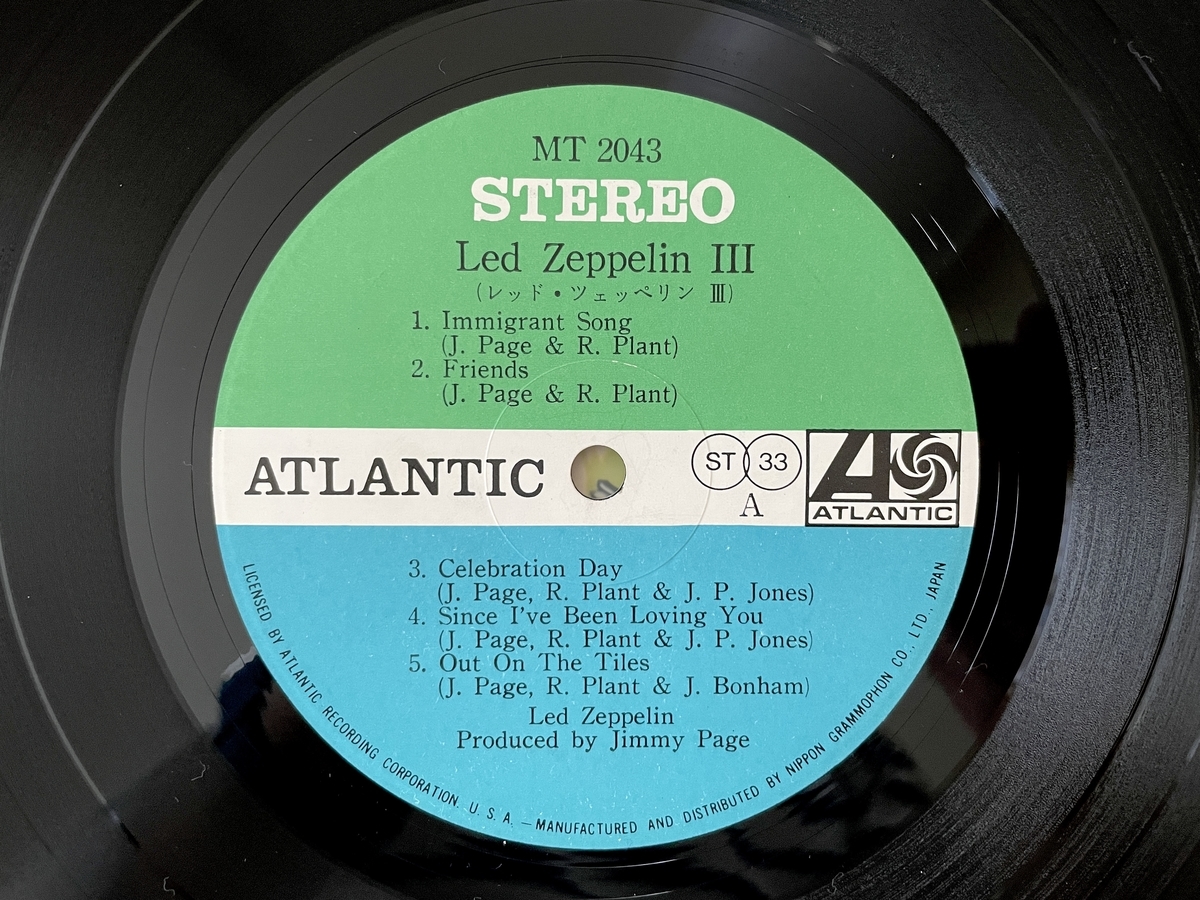 MT 2043
STEREO
Led Zeppelin III
(レッド・ツェッペリン Ⅲ)
1. Immigrant Song
(J. Page & R. Plant)
2. Friends
(J. Page & R. Plant)
ATLANTIC
ST 33
A
ATLANTIC
3. Celebration Day
(J. Page, R. Plant & J. P. Jones)
4. Since I've Been Loving You
(J. Page, R. Plant & J. P. Jones)
5. Out On The Tiles
(J. Page, R. Plant & J. Bonham)
Led Zeppelin
Produced by Jimmy Page
LICENSED BY ATLANTIC RECORDING CORPORATION. U. S. A. — MANUFACTURED AND DISTRIBUTED BY NIPPON GRAMMOPHON CO., LTD., JAPAN